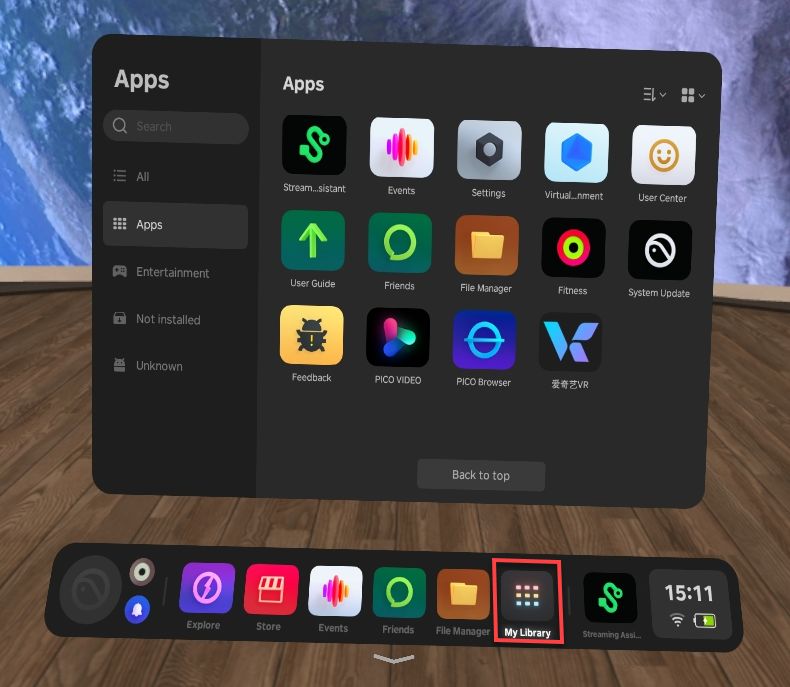 Apps
Search
All
Apps
Entertainment
Not installed
Unknown
Apps
Stream...sistant
Events
Settings
Virtual...nment
User Center
User Guide
Friends
File Manager
Fitness
System Update
Feedback
PICO VIDEO
PICO Browser
爱奇艺VR
Back to top
Explore
Store
Events
Friends
File Manager
My Library
Streaming Assi...
15:11